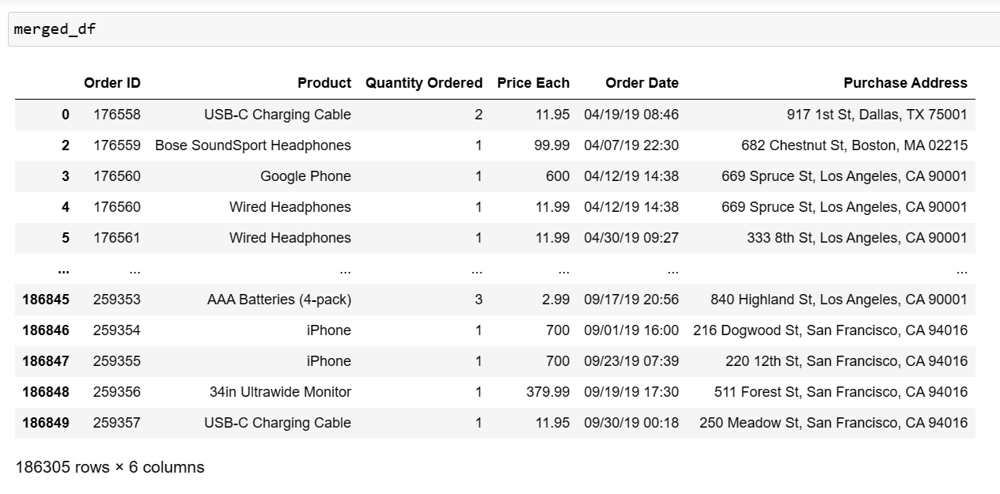 merged_df
Order ID Product Quantity Ordered Price Each Order Date Purchase Address
0 176558 USB-C Charging Cable 2 11.95 04/19/19 08:46 917 1st St, Dallas, TX 75001
2 176559 Bose SoundSport Headphones 1 99.99 04/07/19 22:30 682 Chestnut St, Boston, MA 02215
3 176560 Google Phone 1 600 04/12/19 14:38 669 Spruce St, Los Angeles, CA 90001
4 176560 Wired Headphones 1 11.99 04/12/19 14:38 669 Spruce St, Los Angeles, CA 90001
5 176561 Wired Headphones 1 11.99 04/30/19 09:27 333 8th St, Los Angeles, CA 90001
... ... ... ... ... ... ...
186845 259353 AAA Batteries (4-pack) 3 2.99 09/17/19 20:56 840 Highland St, Los Angeles, CA 90001
186846 259354 iPhone 1 700 09/01/19 16:00 216 Dogwood St, San Francisco, CA 94016
186847 259355 iPhone 1 700 09/23/19 07:39 220 12th St, San Francisco, CA 94016
186848 259356 34in Ultrawide Monitor 1 379.99 09/19/19 17:30 511 Forest St, San Francisco, CA 94016
186849 259357 USB-C Charging Cable 1 11.95 09/30/19 00:18 250 Meadow St, San Francisco, CA 94016
186305 rows × 6 columns